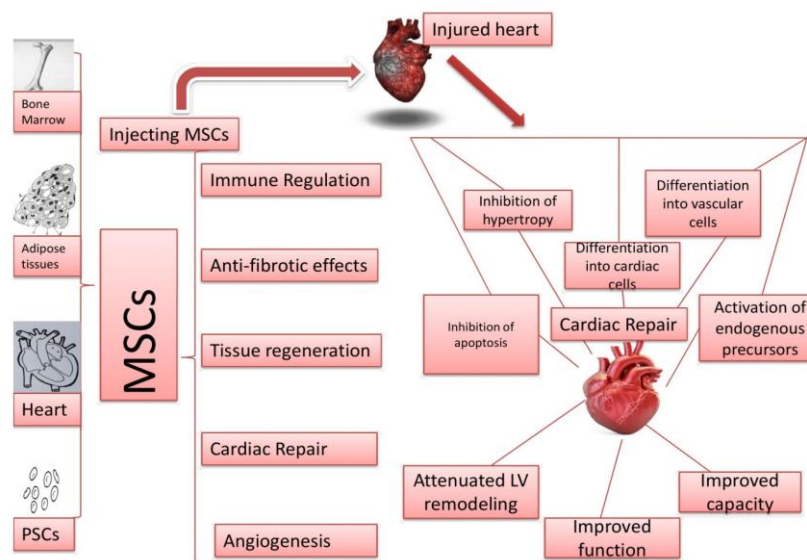 Injured heart
Bone
Marrow
Injecting MSCs
Adipose
tissues
Heart
PSCs
MSCs
Immune Regulation
Anti-fibrotic effects
Tissue regeneration
Cardiac Repair
Angiogenesis
Inhibition of
hypertropy
Differentiation
into vascular
cells
Differentiation
into cardiac
cells
Inhibition of
apoptosis
Cardiac Repair
Activation of
endogenous
precursors
Attenuated LV
remodeling
Improved
function
Improved
capacity